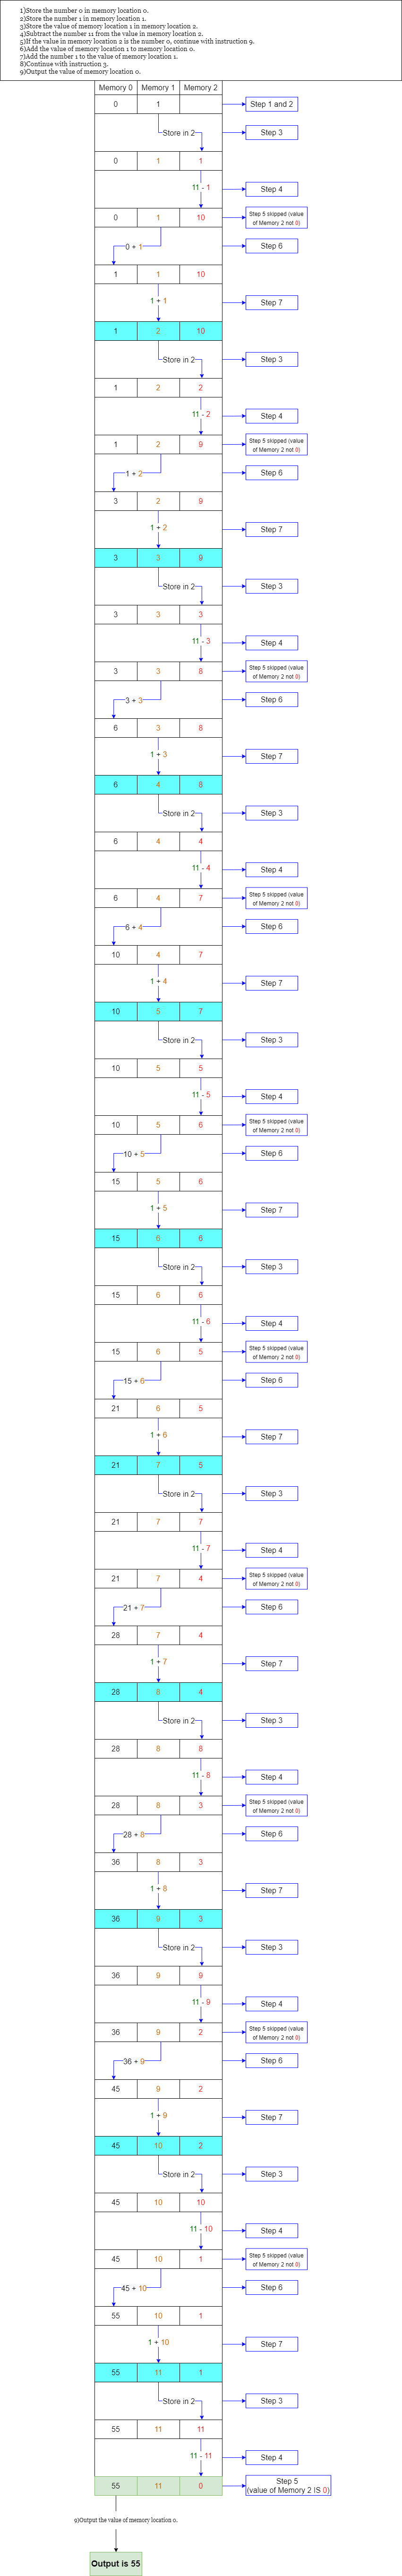 1)Store the number 0 in memory location 0.
2)Store the number 1 in memory location 1.
3)Store the value of memory location 1 in memory location 2.
4)Subtract the number 11 from the value in memory location 2.
5)If the value in memory location 2 is the number 0, continue with instruction 9.
6)Add the value of memory location 1 to memory location 0.
7)Add the number 1 to the value of memory location 1.
8)Continue with instruction 3.
9)Output the value of memory location 0.
Memory 0 Memory 1 Memory 2
0 1 Step 1 and 2
Store in 2 Step 3
0 1 1
11 - 1 Step 4
0 1 10 Step 5 skipped (value
of Memory 2 not 0)
0 + 1 Step 6
1 1 10
1 + 1 Step 7
1 2 10
Store in 2 Step 3
1 2 2
11 - 2 Step 4
1 2 9 Step 5 skipped (value
of Memory 2 not 0)
1 + 2 Step 6
3 2 9
1 + 2 Step 7
3 3 9
Store in 2 Step 3
3 3 3
11 - 3 Step 4
3 3 8 Step 5 skipped (value
of Memory 2 not 0)
3 + 3 Step 6
6 3 8
1 + 3 Step 7
6 4 8
Store in 2 Step 3
6 4 4
11 - 4 Step 4
6 4 7 Step 5 skipped (value
of Memory 2 not 0)
6 + 4 Step 6
10 4 7
1 + 4 Step 7
10 5 7
Store in 2 Step 3
10 5 5
11 - 5 Step 4
10 5 6 Step 5 skipped (value
of Memory 2 not 0)
10 + 5 Step 6
15 5 6
1 + 5 Step 7
15 6 6
Store in 2 Step 3
15 6 6
11 - 6 Step 4
15 6 5 Step 5 skipped (value
of Memory 2 not 0)
15 + 6 Step 6
21 6 5
1 + 6 Step 7
21 7 5
Store in 2 Step 3
21 7 7
11 - 7 Step 4
21 7 4 Step 5 skipped (value
of Memory 2 not 0)
21 + 7 Step 6
28 7 4
1 + 7 Step 7
28 8 4
Store in 2 Step 3
28 8 8
11 - 8 Step 4
28 8 3 Step 5 skipped (value
of Memory 2 not 0)
28 + 8 Step 6
36 8 3
1 + 8 Step 7
36 9 3
Store in 2 Step 3
36 9 9
11 - 9 Step 4
36 9 2 Step 5 skipped (value
of Memory 2 not 0)
36 + 9 Step 6
45 9 2
1 + 9 Step 7
45 10 2
Store in 2 Step 3
45 10 10
11 - 10 Step 4
45 10 1 Step 5 skipped (value
of Memory 2 not 0)
45 + 10 Step 6
55 10 1
1 + 10 Step 7
55 11 1
Store in 2 Step 3
55 11 11
11 - 11 Step 4
55 11 0 Step 5
(value of Memory 2 IS 0)
9)Output the value of memory location 0.
Output is 55